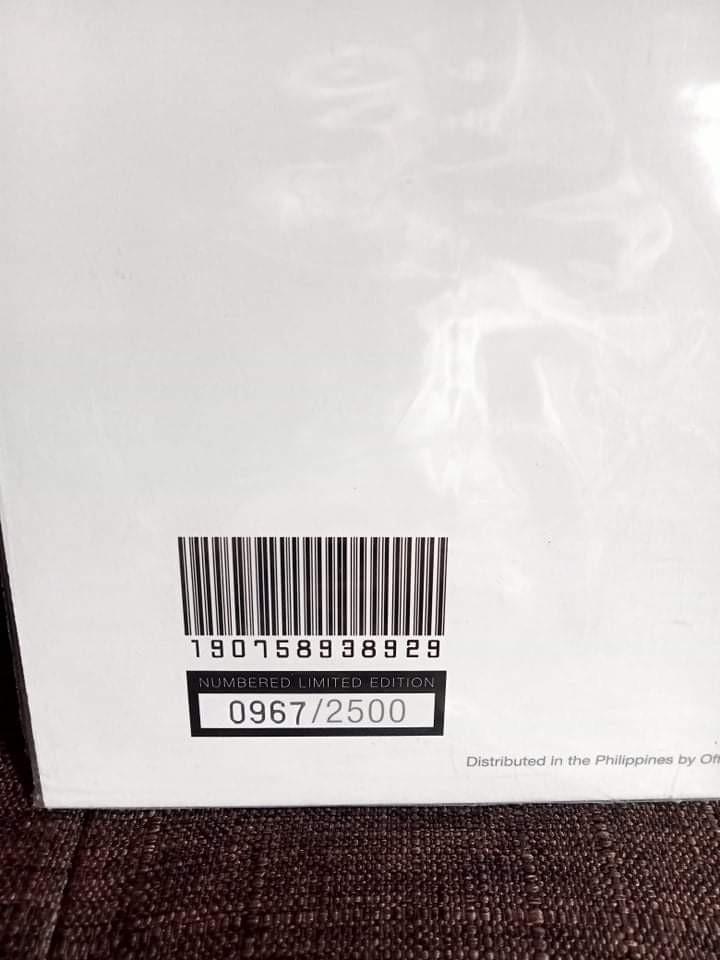 190758938929
NUMBERED LIMITED EDITION
0967/2500
Distributed in the Philippines by